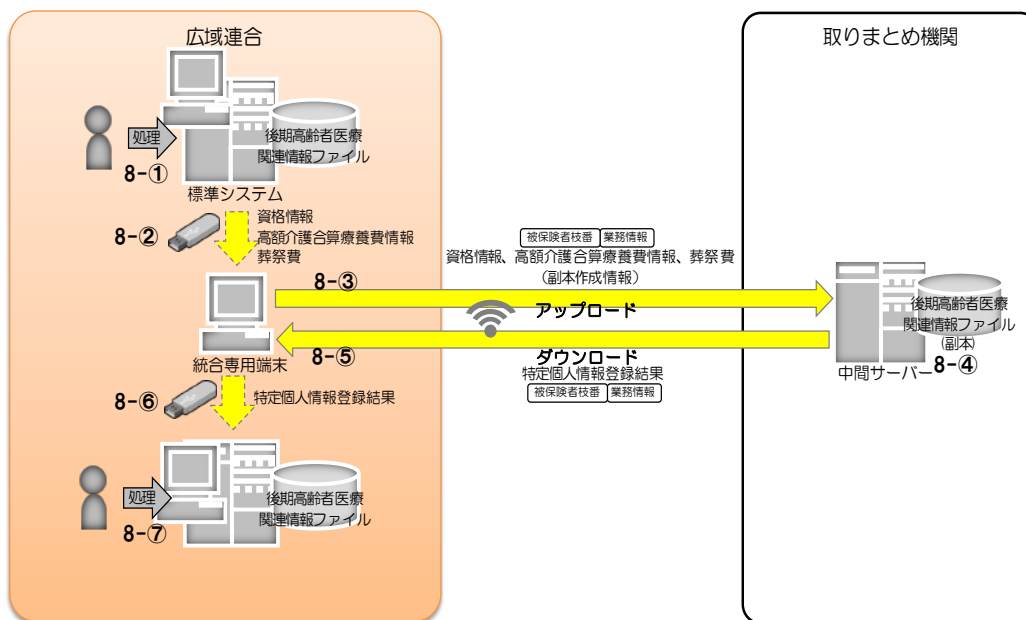 広域連合
処理
8-①
後期高齢者医療
関連情報ファイル
標準システム
8-②
資格情報
高額介護合算療養費情報
葬祭費
被保険者枝番 業務情報
資格情報、高額介護合算療養費情報、葬祭費
(副本作成情報)
8-③
アップロード
統合専用端末
8-⑤
ダウンロード
特定個人情報登録結果
被保険者枝番 業務情報
8-⑥
特定個人情報登録結果
処理
8-⑦
後期高齢者医療
関連情報ファイル
取りまとめ機関
後期高齢者医療
関連情報ファイル
(副本)
8-④
中間サーバー